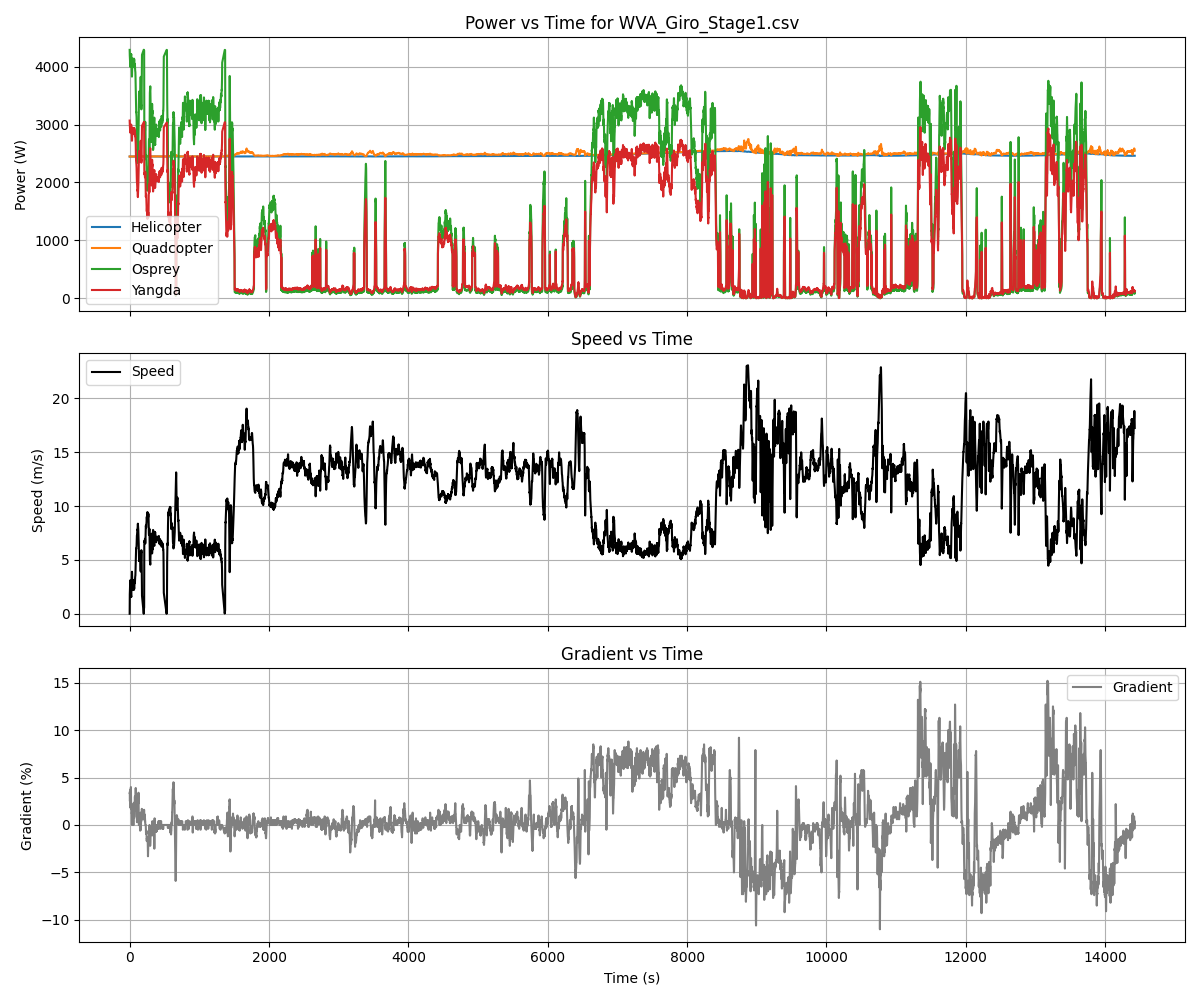 Power vs Time for WVA_Giro_Stage1.csv
4000
3000
2000
1000
0
Power (W)
Helicopter
Quadcopter
Osprey
Yangda
Speed vs Time
20
15
10
5
0
Speed (m/s)
Speed
Gradient vs Time
15
10
5
0
−5
−10
Gradient (%)
Gradient
0 2000 4000 6000 8000 10000 12000 14000
Time (s)